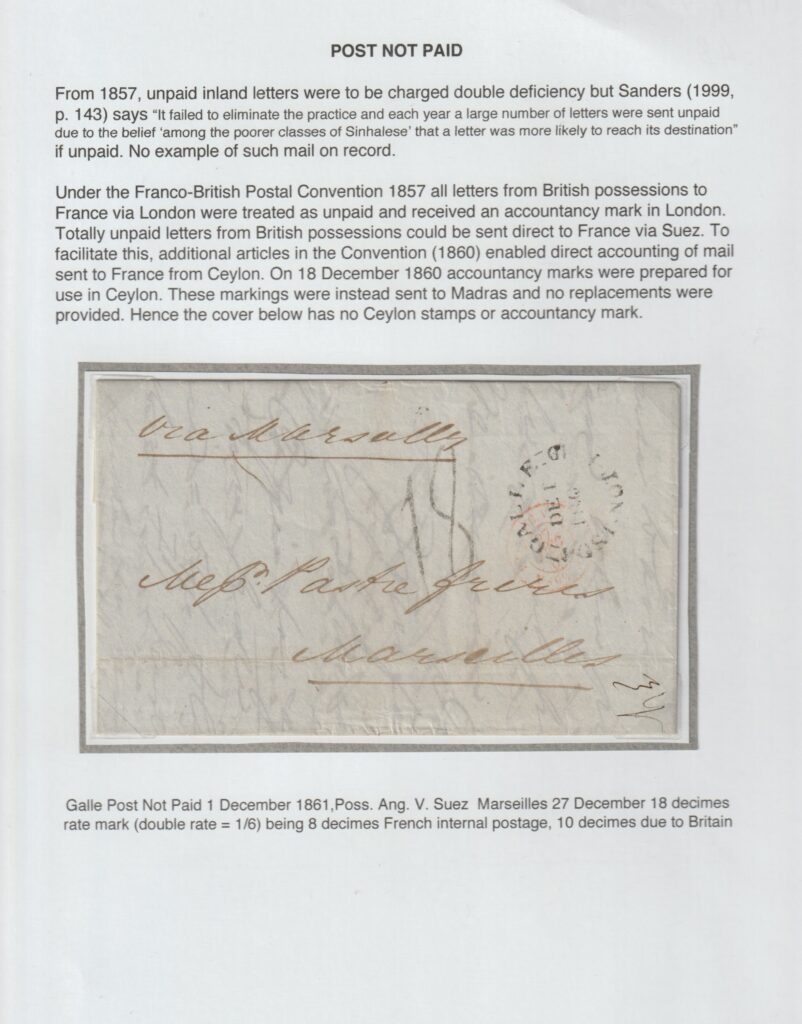 POST NOT PAID
From 1857, unpaid inland letters were to be charged double deficiency but Sanders (1999,
p. 143) says “It failed to eliminate the practice and each year a large number of letters were sent unpaid
due to the belief ‘among the poorer classes of Sinhalese’ that a letter was more likely to reach its destination”
if unpaid. No example of such mail on record.
Under the Franco-British Postal Convention 1857 all letters from British possessions to
France via London were treated as unpaid and received an accountancy mark in London.
Totally unpaid letters from British possessions could be sent direct to France via Suez. To
facilitate this, additional articles in the Convention (1860) enabled direct accounting of mail
sent to France from Ceylon. On 18 December 1860 accountancy marks were prepared for
use in Ceylon. These markings were instead sent to Madras and no replacements were
provided. Hence the cover below has no Ceylon stamps or accountancy mark.
via Marseilles
18
GALLE
DE 1
Pastre freres
Marseilles
Galle Post Not Paid 1 December 1861,Poss. Ang. V. Suez Marseilles 27 December 18 decimes
rate mark (double rate = 1/6) being 8 decimes French internal postage, 10 decimes due to Britain